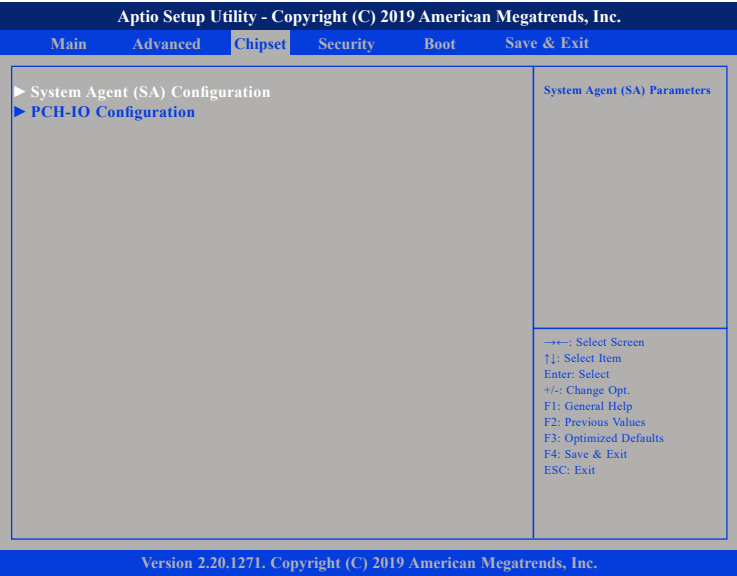 Aptio Setup Utility - Copyright (C) 2019 American Megatrends, Inc.
Main Advanced Chipset Security Boot Save & Exit
► System Agent (SA) Configuration
► PCH-IO Configuration
System Agent (SA) Parameters
→←: Select Screen
↑↓: Select Item
Enter: Select
+/-: Change Opt.
F1: General Help
F2: Previous Values
F3: Optimized Defaults
F4: Save & Exit
ESC: Exit
Version 2.20.1271. Copyright (C) 2019 American Megatrends, Inc.